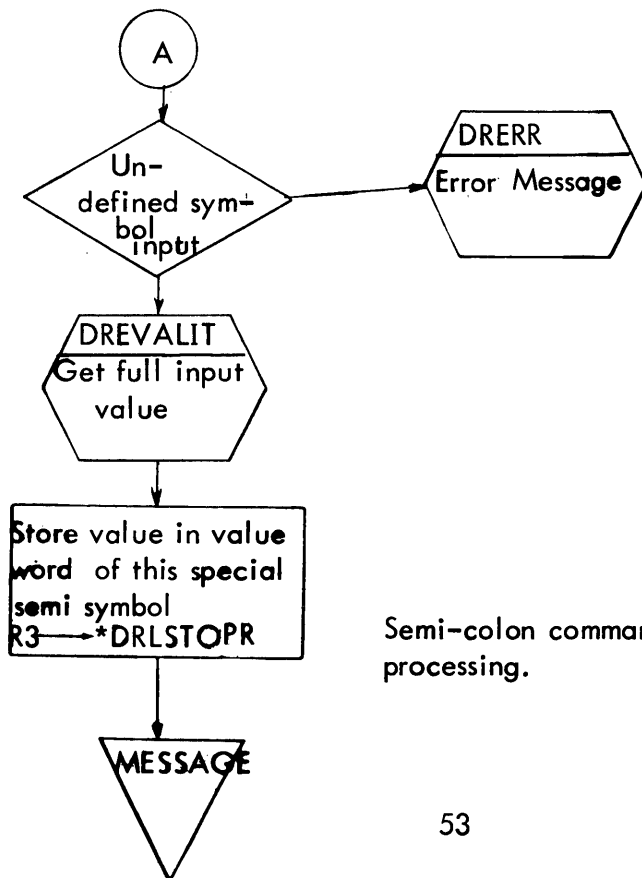 A
Un-
defined sym-
bol
input
DRERR
Error Message
DREVALIT
Get full input
value
Store value in value
word of this special
semi symbol
R3→*DRLSTOPR
Semi-colon comman
processing.
MESSAGE
53